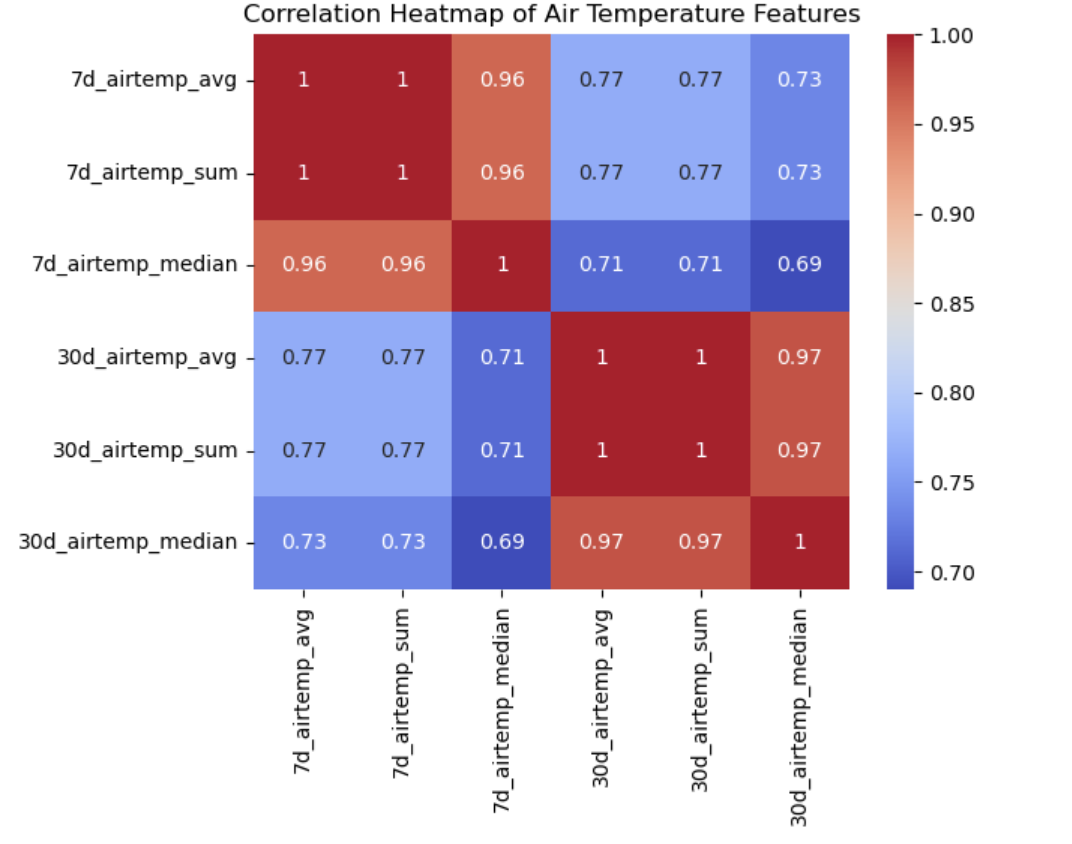 Correlation Heatmap of Air Temperature Features
7d_airtemp_avg 1 1 0.96 0.77 0.77 0.73
7d_airtemp_sum 1 1 0.96 0.77 0.77 0.73
7d_airtemp_median 0.96 0.96 1 0.71 0.71 0.69
30d_airtemp_avg 0.77 0.77 0.71 1 1 0.97
30d_airtemp_sum 0.77 0.77 0.71 1 1 0.97
30d_airtemp_median 0.73 0.73 0.69 0.97 0.97 1
7d_airtemp_avg
7d_airtemp_sum
7d_airtemp_median
30d_airtemp_avg
30d_airtemp_sum
30d_airtemp_median
1.00
0.95
0.90
0.85
0.80
0.75
0.70